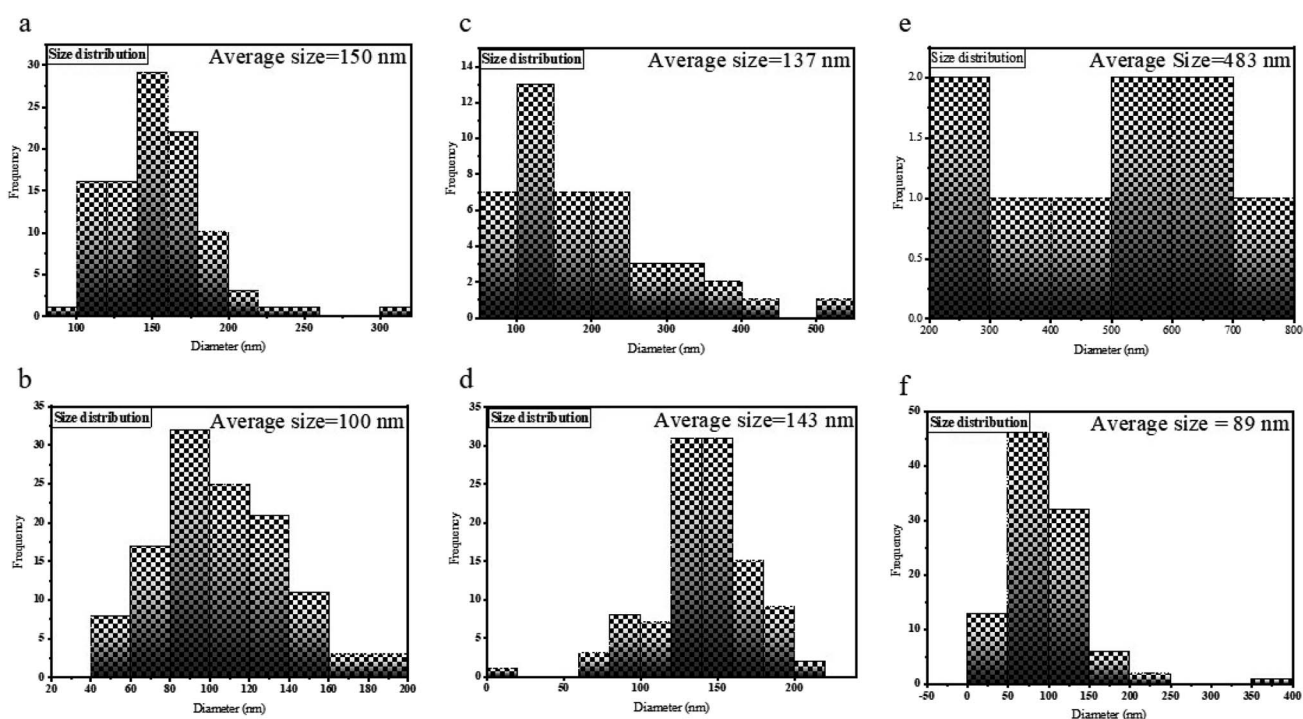 a
Size distribution
Average size=150 nm
30
25
20
15
10
5
0
Frequency
100
150
200
250
300
Diameter (nm)
c
Size distribution
Average size=137 nm
14
12
10
8
6
4
2
0
Frequency
100
200
300
400
500
Diameter (nm)
e
Size distribution
Average Size=483 nm
2.0
1.5
1.0
0.5
0.0
Frequency
200
300
400
500
600
700
800
Diameter (nm)
b
Size distribution
Average size=100 nm
35
30
25
20
15
10
5
0
Frequency
20
40
60
80
100
120
140
160
180
200
Diameter (nm)
d
Size distribution
Average size=143 nm
35
30
25
20
15
10
5
0
Frequency
0
50
100
150
200
Diameter (nm)
f
Size distribution
Average size = 89 nm
50
40
30
20
10
0
Frequency
-50
0
50
100
150
200
250
300
350
400
Diameter (nm)